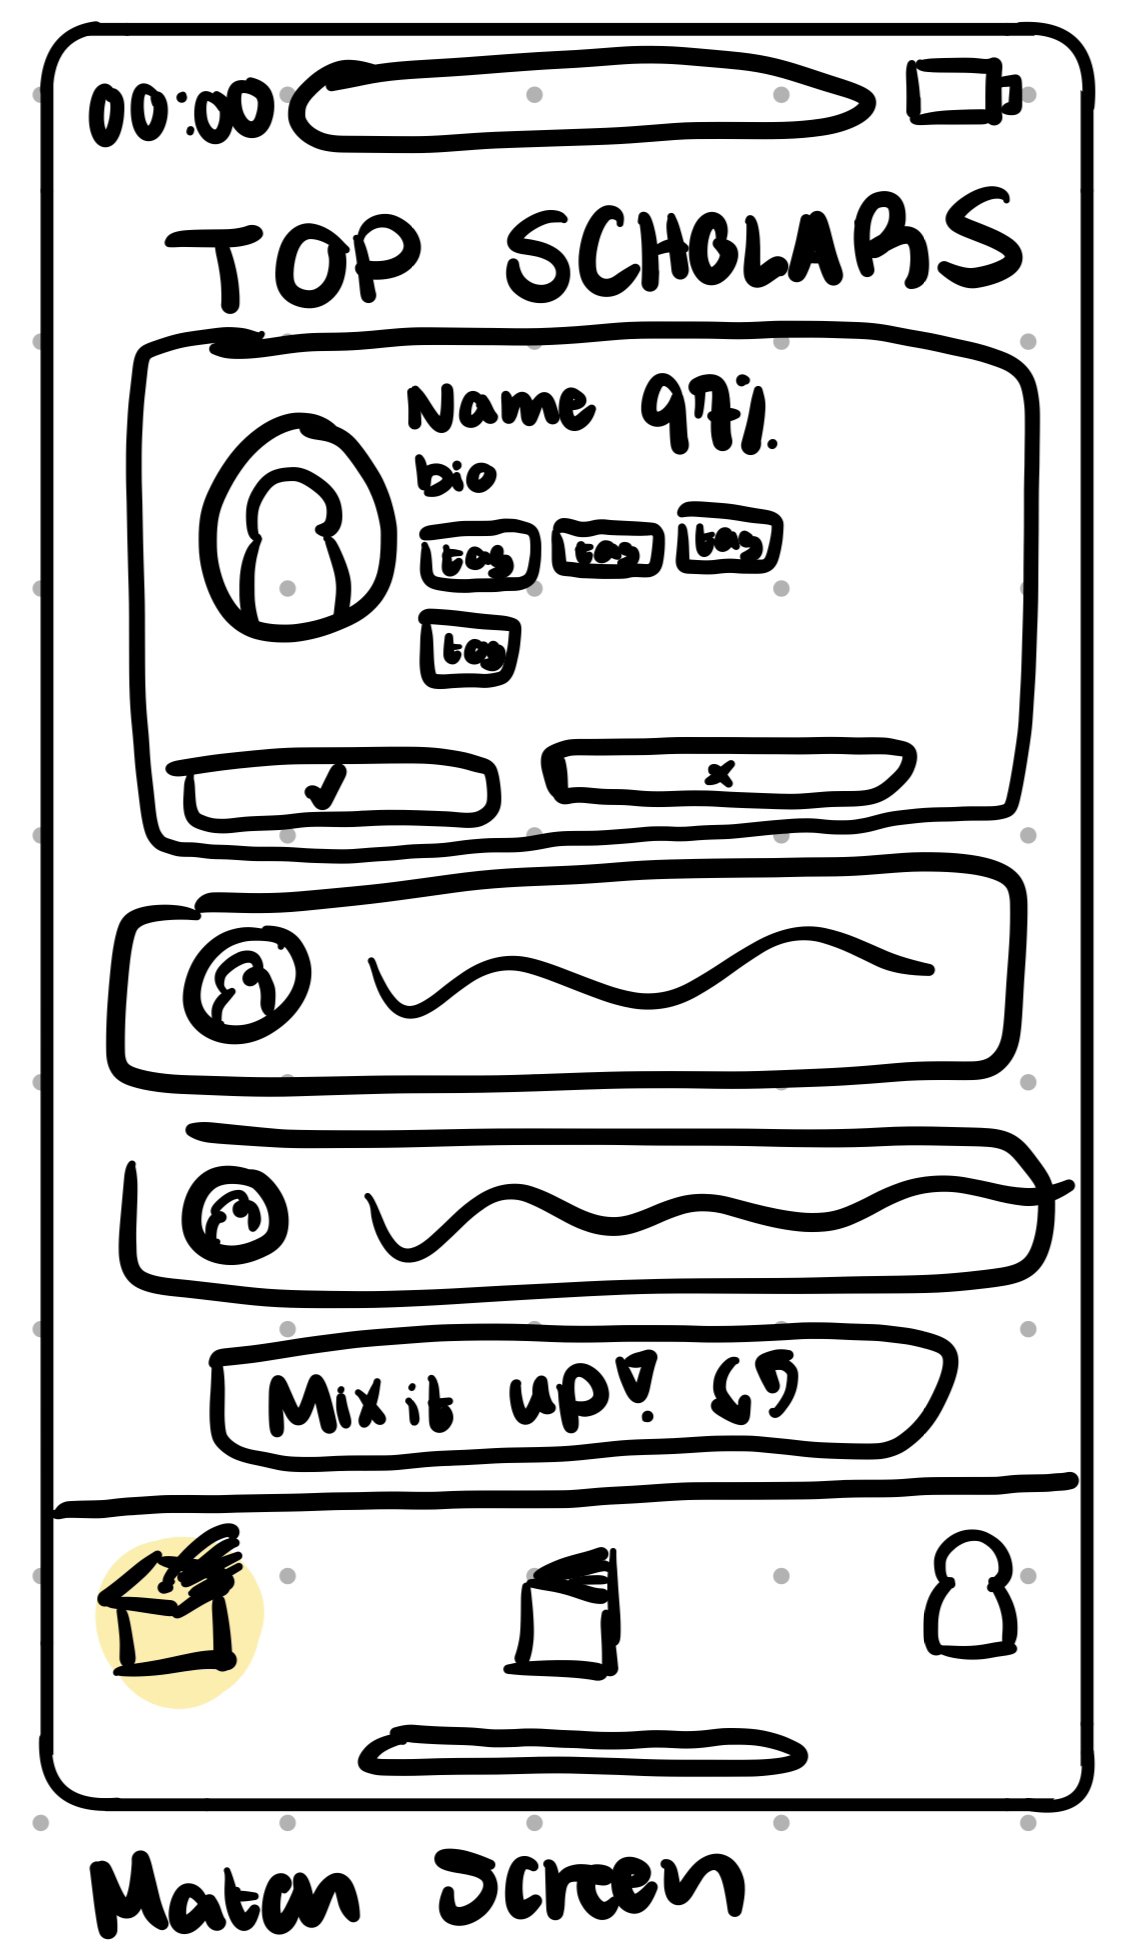 00:00
TOP SCHOLARS
Name 97%
bio
tag tag tag
tag
Mix it up!
Match Screen